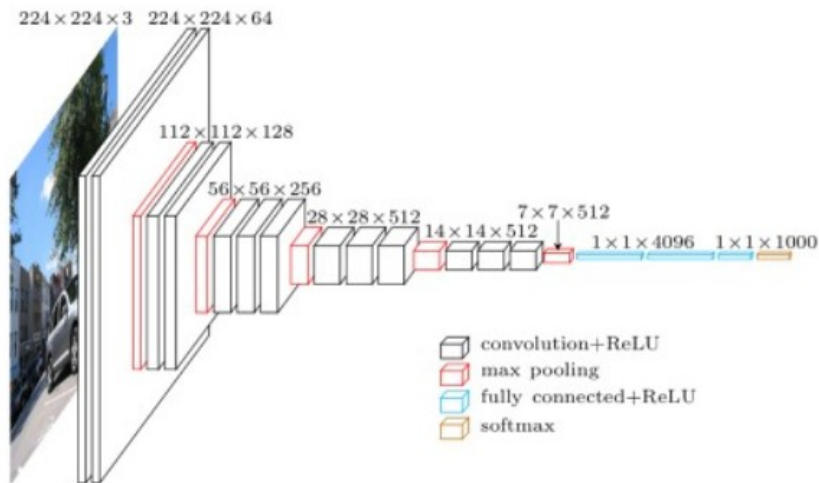 224×224×3
224×224×64
112×112×128
56×56×256
28×28×512
14×14×512
7×7×512
1×1×4096
1×1×1000
convolution+ReLU
max pooling
fully connected+ReLU
softmax